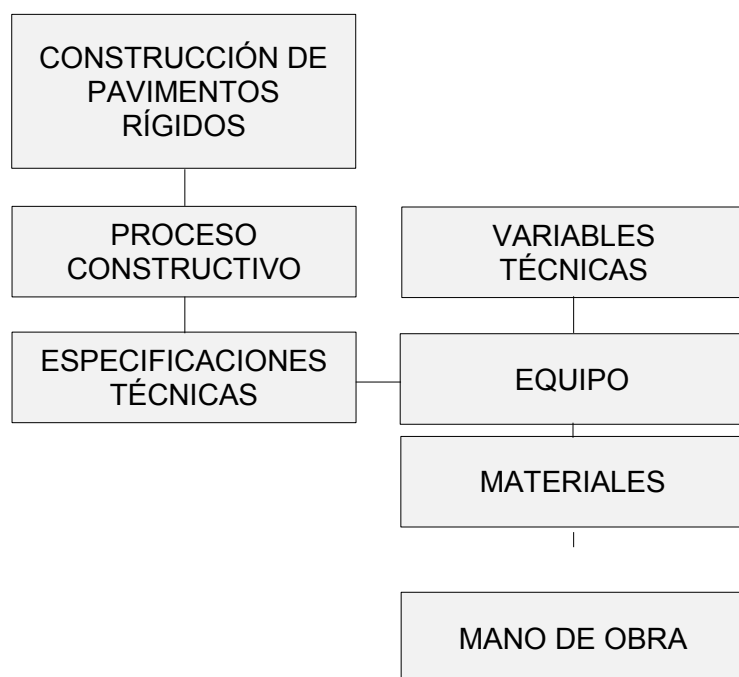 CONSTRUCCIÓN DE
PAVIMENTOS
RÍGIDOS
PROCESO
CONSTRUCTIVO
VARIABLES
TÉCNICAS
ESPECIFICACIONES
TÉCNICAS
EQUIPO
MATERIALES
MANO DE OBRA